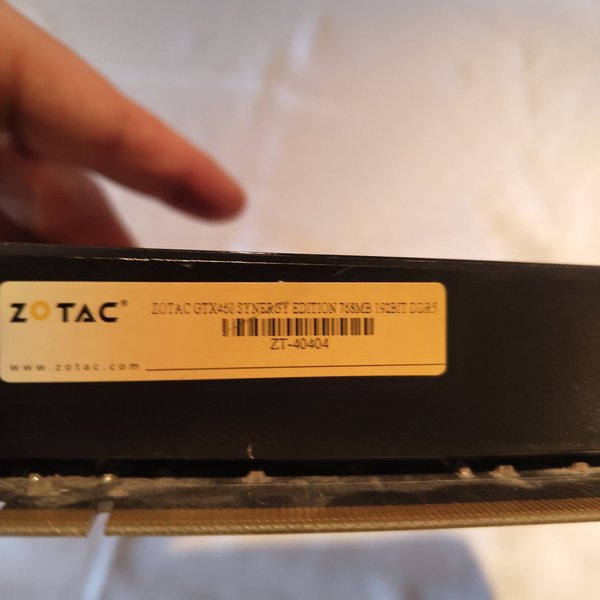 ZOTAC®
ZOTAC GTX460 SYNERGY EDITION 768MB 192BIT DDR5
ZT-40404
www.zotac.com